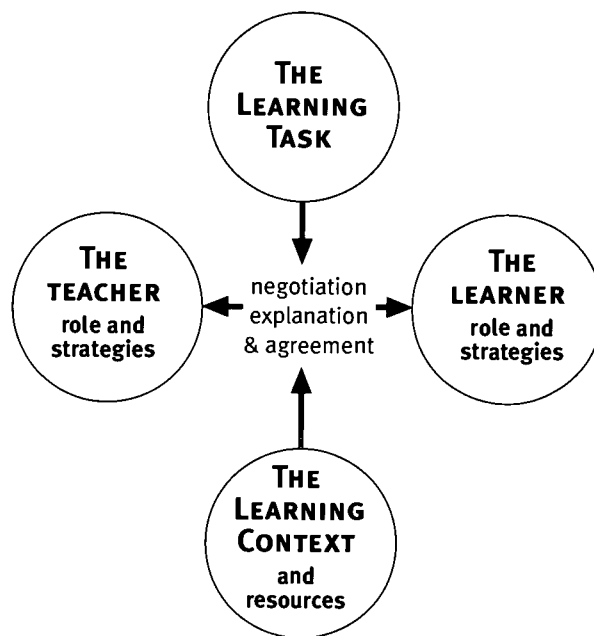 THE
LEARNING
TASK
THE
TEACHER
role and
strategies
negotiation
explanation
& agreement
THE
LEARNER
role and
strategies
THE
LEARNING
CONTEXT
and
resources